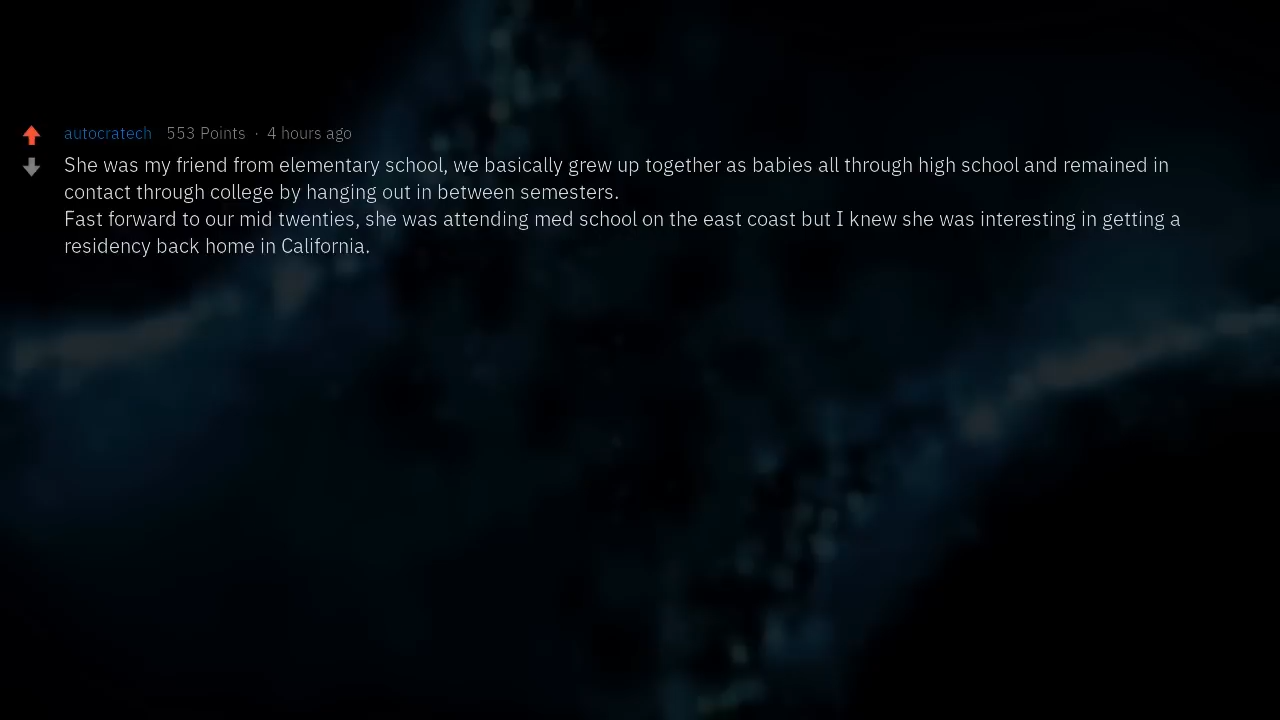 autocratech 553 Points · 4 hours ago
She was my friend from elementary school, we basically grew up together as babies all through high school and remained in
contact through college by hanging out in between semesters.
Fast forward to our mid twenties, she was attending med school on the east coast but I knew she was interesting in getting a
residency back home in California.